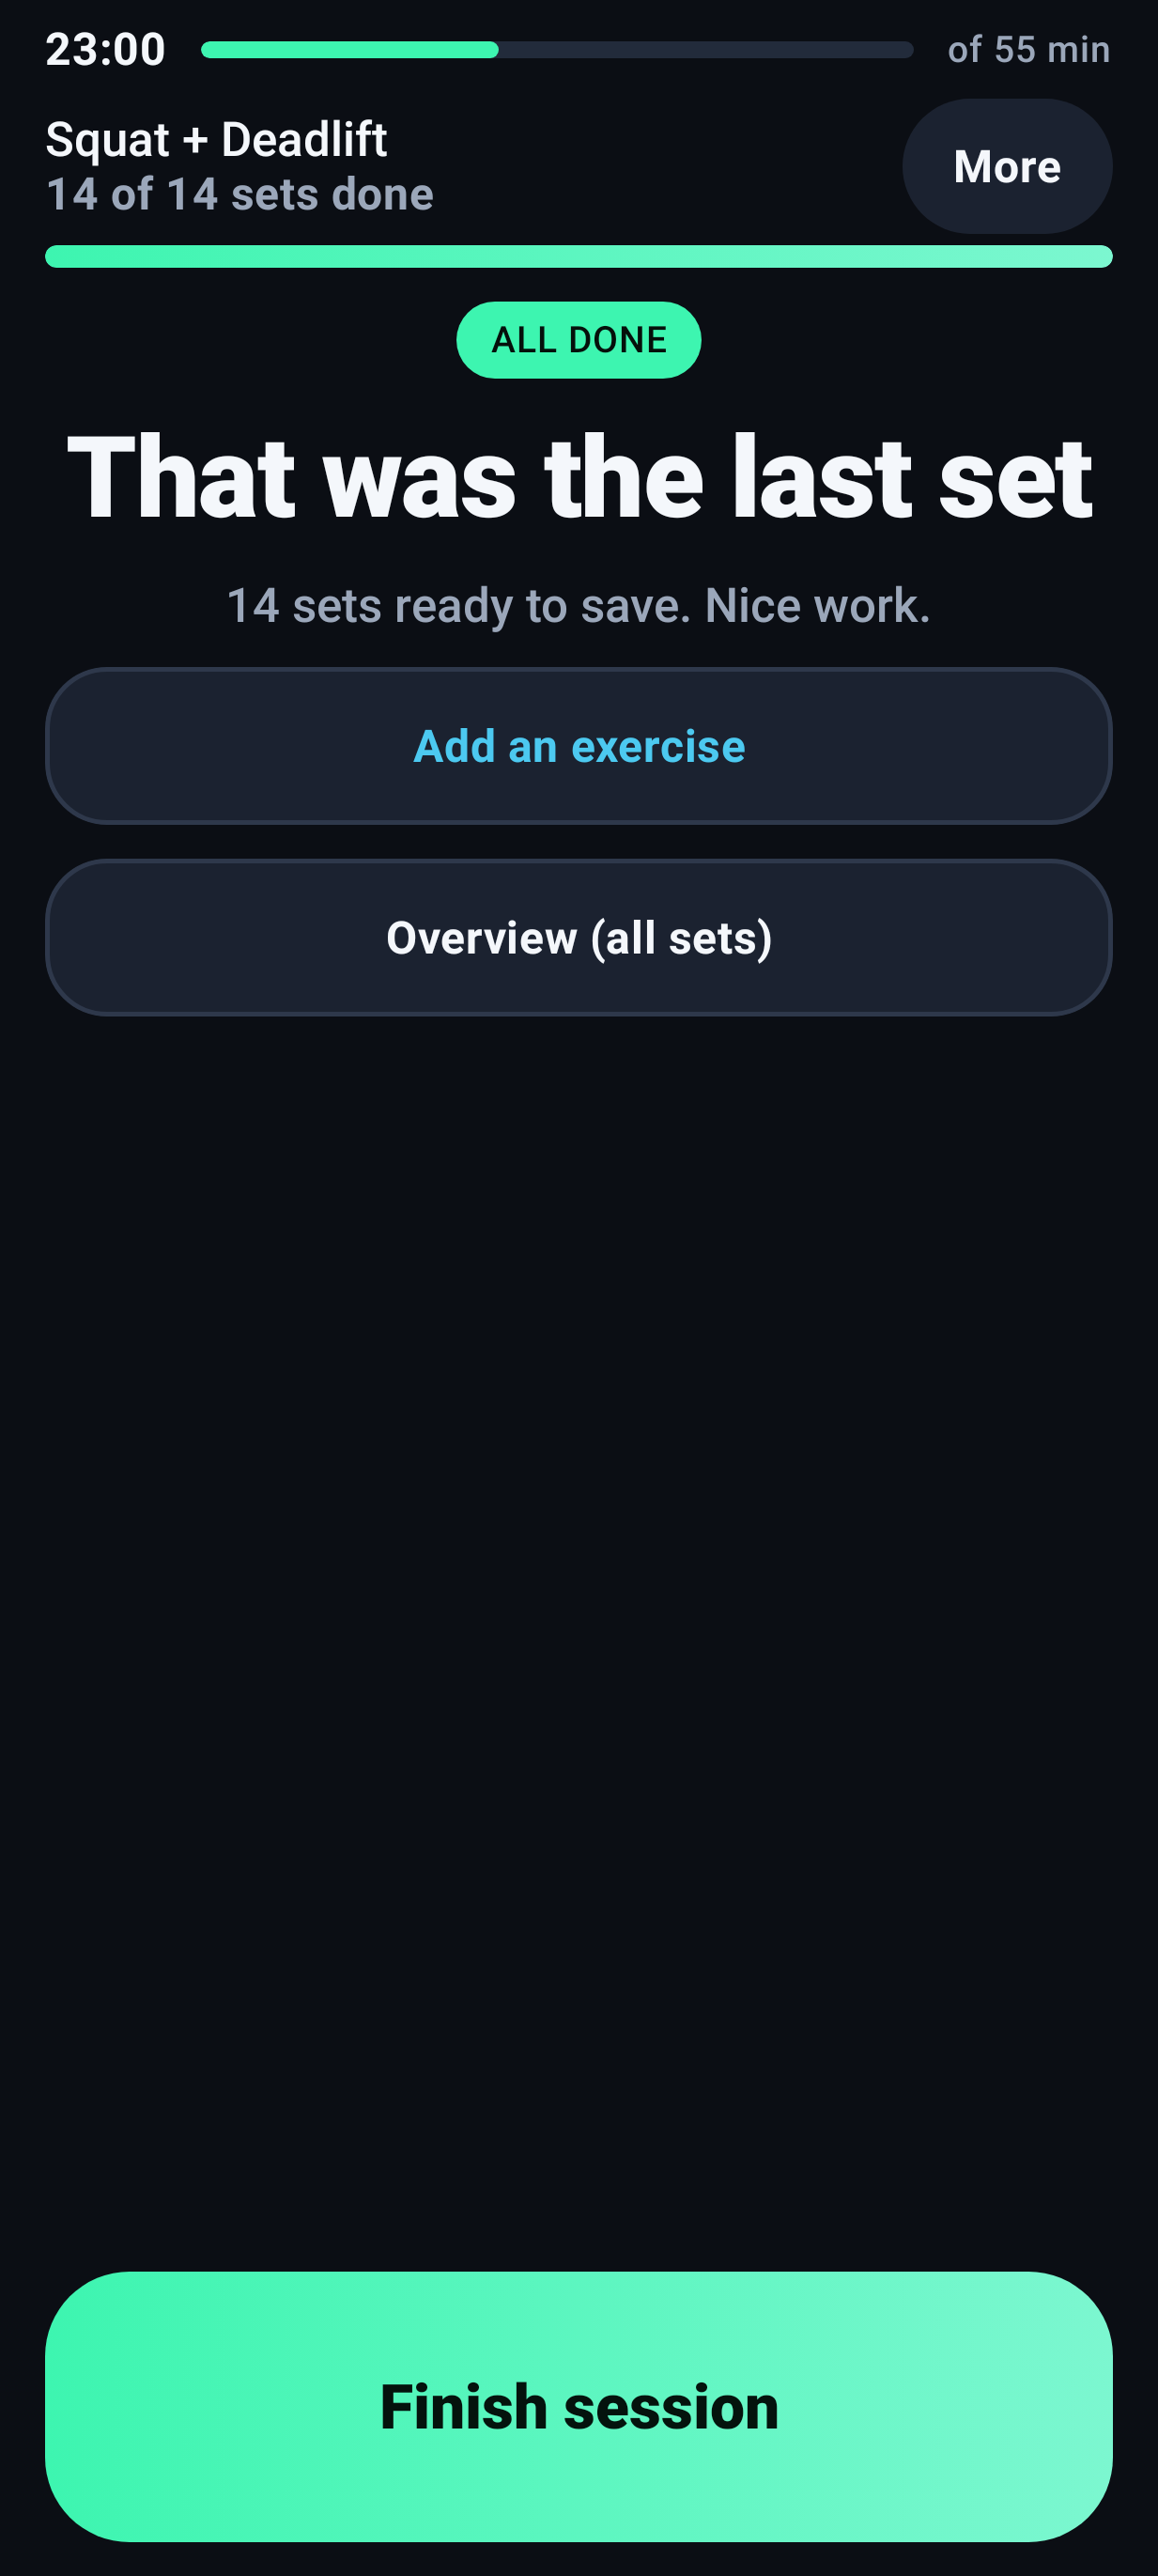 23:00
of 55 min
Squat + Deadlift
14 of 14 sets done
More
ALL DONE
That was the last set
14 sets ready to save. Nice work.
Add an exercise
Overview (all sets)
Finish session